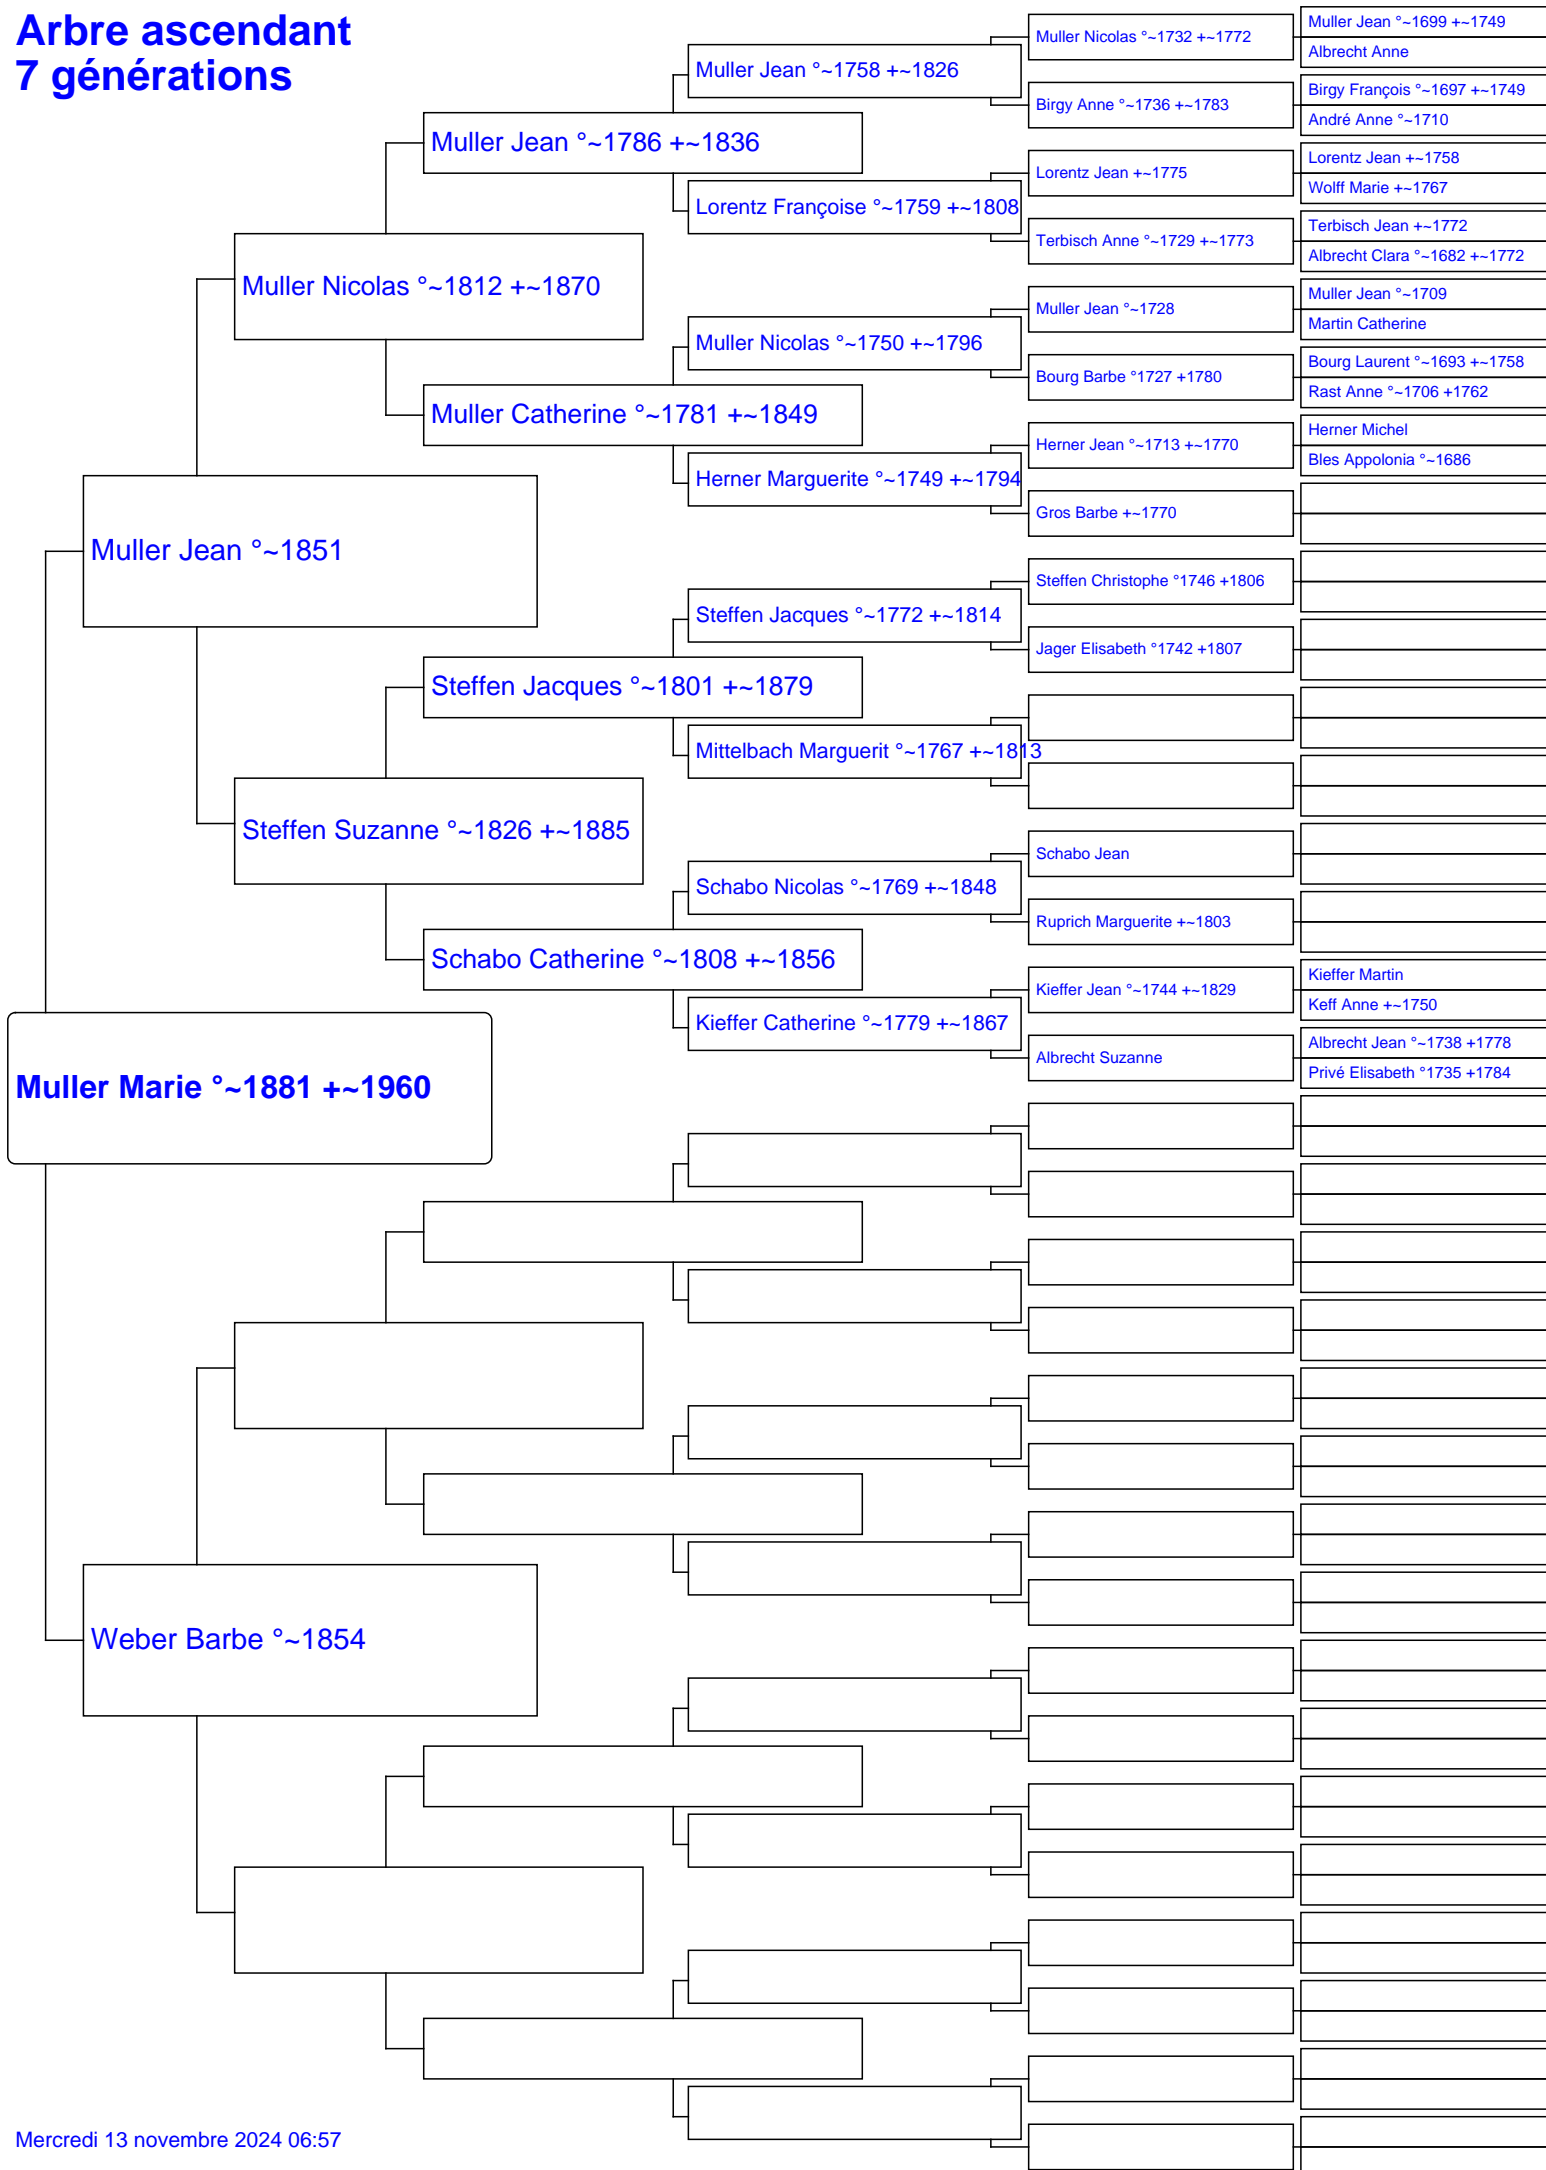 Arbre ascendant
7 générations
Muller Marie °~1881 +~1960
Muller Jean °~1851
Weber Barbe °~1854
Muller Nicolas °~1812 +~1870
Steffen Suzanne °~1826 +~1885
Muller Jean °~1786 +~1836
Muller Catherine °~1781 +~1849
Steffen Jacques °~1801 +~1879
Schabo Catherine °~1808 +~1856
Muller Jean °~1758 +~1826
Lorentz Françoise °~1759 +~1808
Muller Nicolas °~1750 +~1796
Herner Marguerite °~1749 +~1794
Steffen Jacques °~1772 +~1814
Mittelbach Marguerit °~1767 +~1813
Schabo Nicolas °~1769 +~1848
Kieffer Catherine °~1779 +~1867
Muller Nicolas °~1732 +~1772
Birgy Anne °~1736 +~1783
Lorentz Jean +~1775
Terbisch Anne °~1729 +~1773
Muller Jean °~1728
Bourg Barbe °1727 +1780
Herner Jean °~1713 +~1770
Gros Barbe +~1770
Steffen Christophe °1746 +1806
Jager Elisabeth °1742 +1807
Schabo Jean
Ruprich Marguerite +~1803
Kieffer Jean °~1744 +~1829
Albrecht Suzanne
Muller Jean °~1699 +~1749
Albrecht Anne
Birgy François °~1697 +~1749
André Anne °~1710
Lorentz Jean +~1758
Wolff Marie +~1767
Terbisch Jean +~1772
Albrecht Clara °~1682 +~1772
Muller Jean °~1709
Martin Catherine
Bourg Laurent °~1693 +~1758
Rast Anne °~1706 +1762
Herner Michel
Bles Appolonia °~1686
Kieffer Martin
Keff Anne +~1750
Albrecht Jean °~1738 +1778
Privé Elisabeth °1735 +1784
Mercredi 13 novembre 2024 06:57